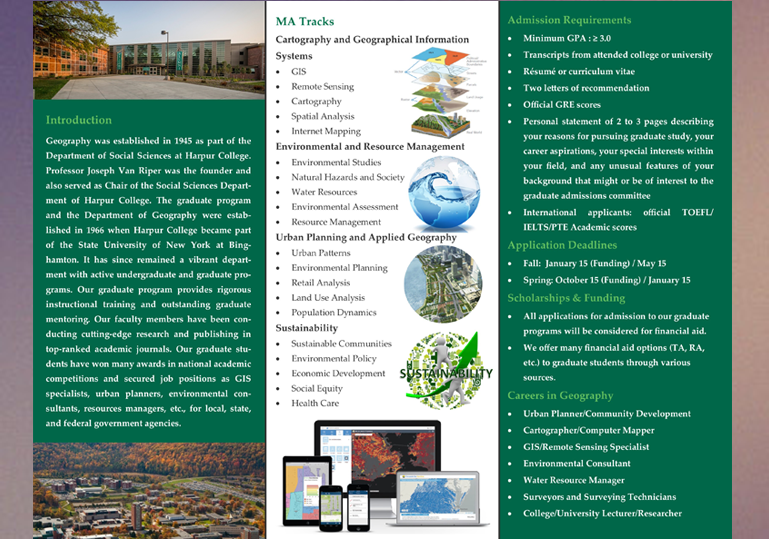 Introduction
Geography was established in 1945 as part of the
Department of Social Sciences at Harpur College.
Professor Joseph Van Riper was the founder and
also served as Chair of the Social Sciences Depart-
ment of Harpur College. The graduate program
and the Department of Geography were estab-
lished in 1966 when Harpur College became part
of the State University of New York at Bing-
hamton. It has since remained a vibrant depart-
ment with active undergraduate and graduate pro-
grams. Our graduate program provides rigorous
instructional training and outstanding graduate
mentoring. Our faculty members have been con-
ducting cutting-edge research and publishing in
top-ranked academic journals. Our graduate stu-
dents have won many awards in national academic
competitions and secured job positions as GIS
specialists, urban planners, environmental con-
sultants, resources managers, etc., for local, state,
and federal government agencies.
MA Tracks
Cartography and Geographical Information
Systems
• GIS
• Remote Sensing
• Cartography
• Spatial Analysis
• Internet Mapping
Environmental and Resource Management
• Environmental Studies
• Natural Hazards and Society
• Water Resources
• Environmental Assessment
• Resource Management
Urban Planning and Applied Geography
• Urban Patterns
• Environmental Planning
• Retail Analysis
• Land Use Analysis
• Population Dynamics
Sustainability
• Sustainable Communities
• Environmental Policy
• Economic Development
• Social Equity
• Health Care
SUSTAINABILITY
Admission Requirements
• Minimum GPA : ≥ 3.0
• Transcripts from attended college or university
• Résumé or curriculum vitae
• Two letters of recommendation
• Official GRE scores
• Personal statement of 2 to 3 pages describing
your reasons for pursuing graduate study, your
career aspirations, your special interests within
your field, and any unusual features of your
background that might or be of interest to the
graduate admissions committee
• International applicants: official TOEFL/
IELTS/PTE Academic scores
Application Deadlines
• Fall: January 15 (Funding) / May 15
• Spring: October 15 (Funding) / January 15
Scholarships & Funding
• All applications for admission to our graduate
programs will be considered for financial aid.
• We offer many financial aid options (TA, RA,
etc.) to graduate students through various
sources.
Careers in Geography
• Urban Planner/Community Development
• Cartographer/Computer Mapper
• GIS/Remote Sensing Specialist
• Environmental Consultant
• Water Resource Manager
• Surveyors and Surveying Technicians
• College/University Lecturer/Researcher